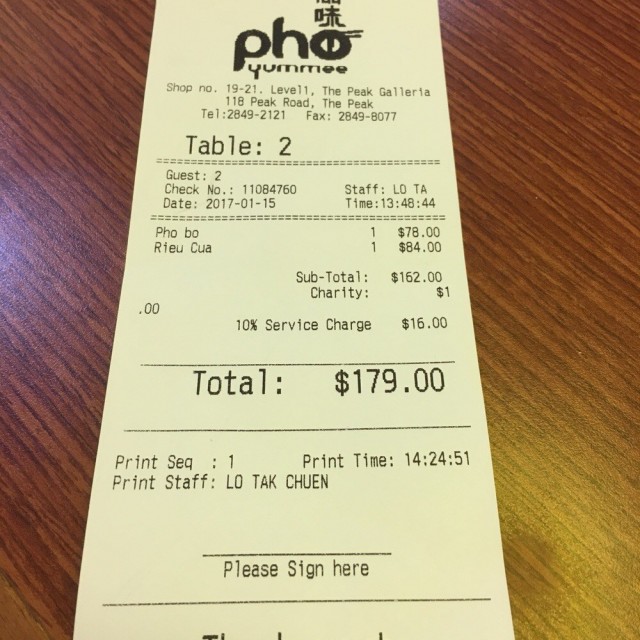 味
pho
yummee
Shop no. 19-21. Level1, The Peak Galleria
118 Peak Road, The Peak
Tel:2849-2121 Fax: 2849-8077
Table: 2
Guest: 2
Check No.: 11084760 Staff: LO TA
Date: 2017-01-15 Time:13:48:44
Pho bo 1 $78.00
Rieu Cua 1 $84.00
Sub-Total: $162.00
Charity: $1
.00
10% Service Charge $16.00
Total: $179.00
Print Seq : 1 Print Time: 14:24:51
Print Staff: LO TAK CHUEN
Please Sign here